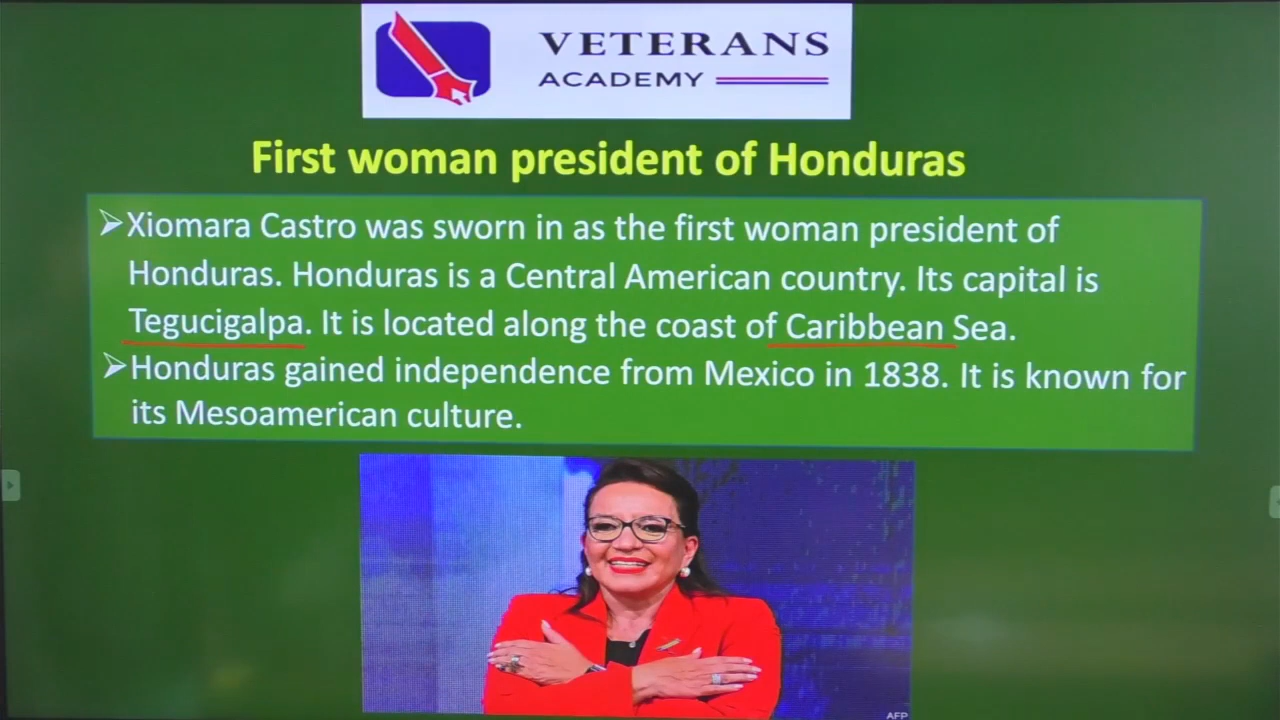 VETERANS
ACADEMY
First woman president of Honduras
➢Xiomara Castro was sworn in as the first woman president of
Honduras. Honduras is a Central American country. Its capital is
Tegucigalpa. It is located along the coast of Caribbean Sea.
➢Honduras gained independence from Mexico in 1838. It is known for
its Mesoamerican culture.
AFP